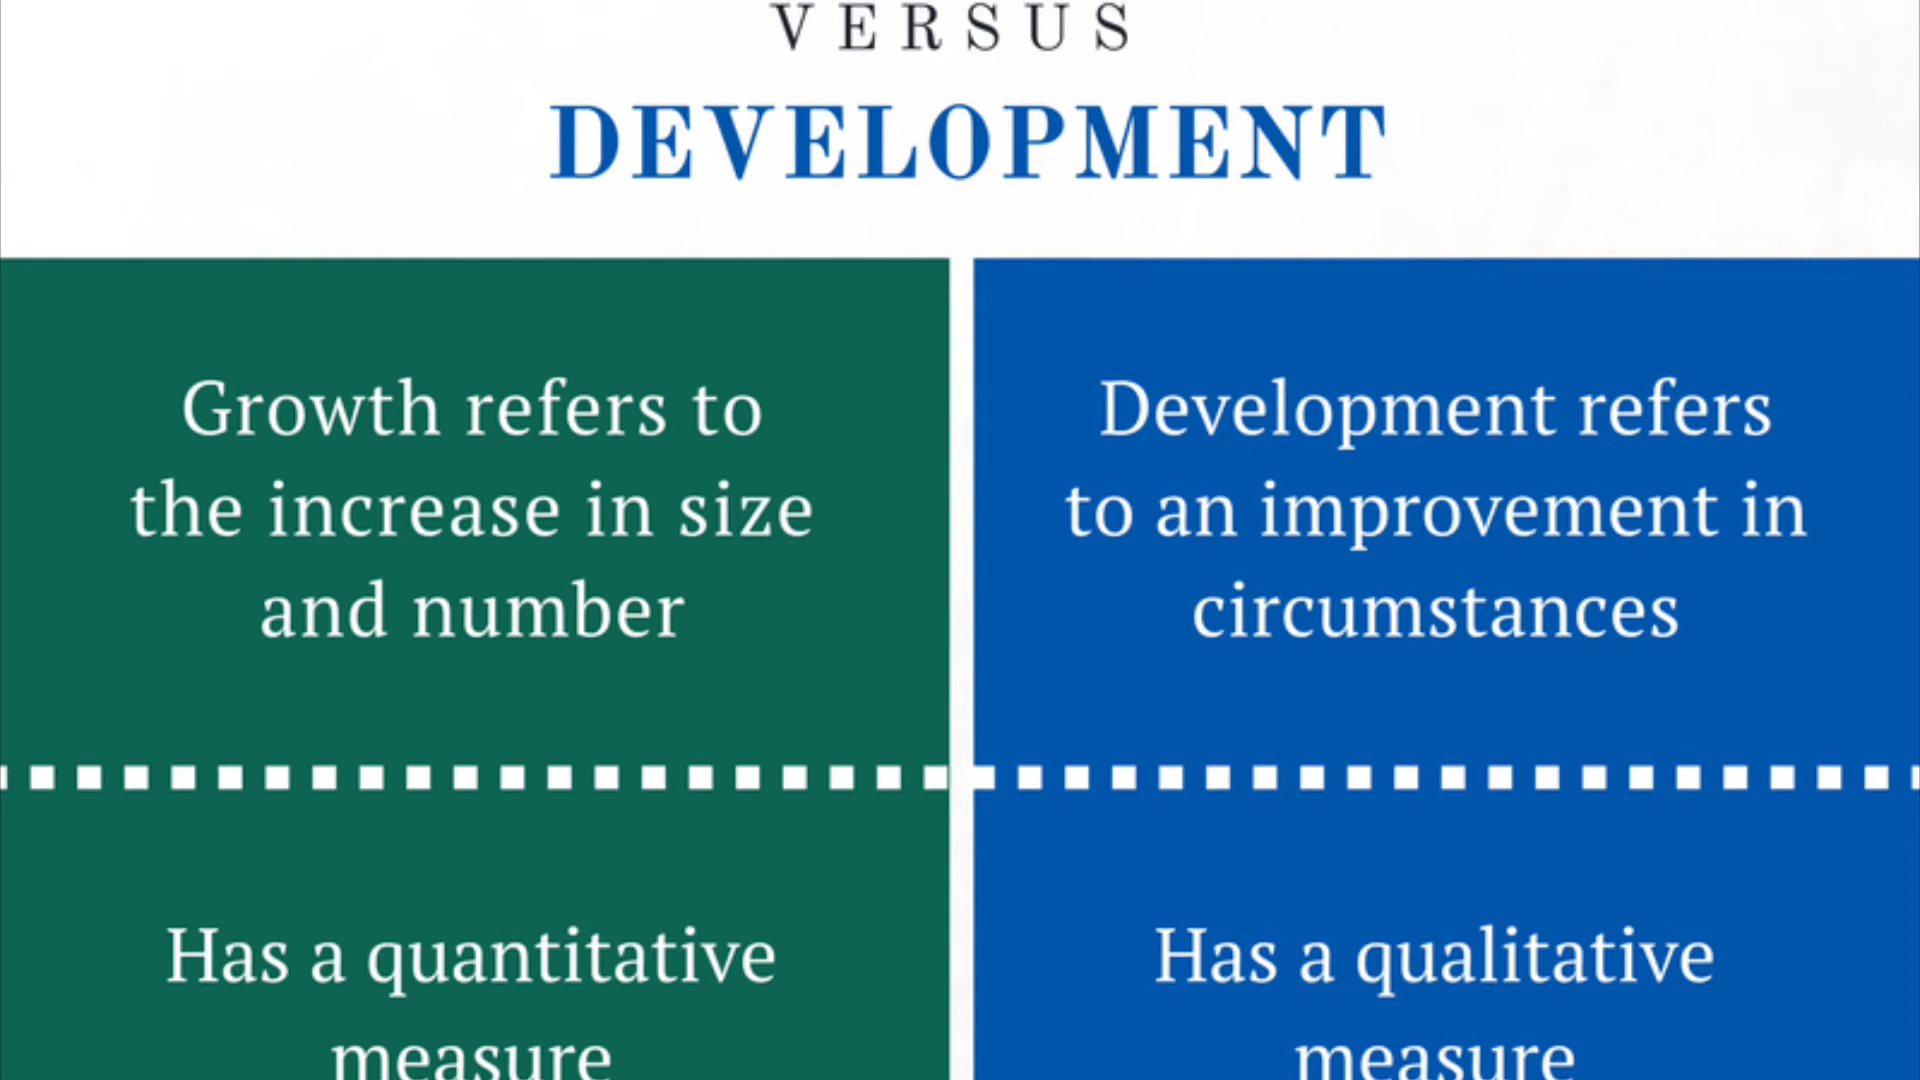 VERSUS
DEVELOPMENT
Growth refers to
the increase in size
and number
Development refers
to an improvement in
circumstances
Has a quantitative
measure
Has a qualitative
measure